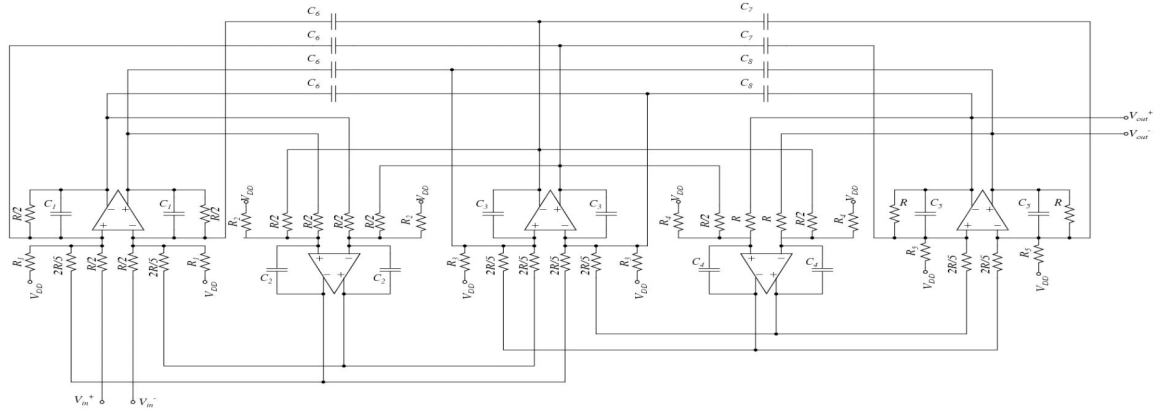 C6 C7
C6 C7
C6 C8
C6 C8
Vout+
Vout-
VDD VDD VDD VDD
R/2 C1 C1 R/2 R2 R/2 R/2 R/2 R/2 R2 C3 C3 R4 R R R/2 R4 R C5 C5 R
- + + -
R1 2R/5 R/2 R/2 2R/5 R1 C2 + - + - C2 R3 2R/5 2R/5 2R/5 2R/5 R3 C4 + - + - C4 R5 2R/5 2R/5 R5
VDD VDD VDD VDD VDD VDD
Vin+ Vin-